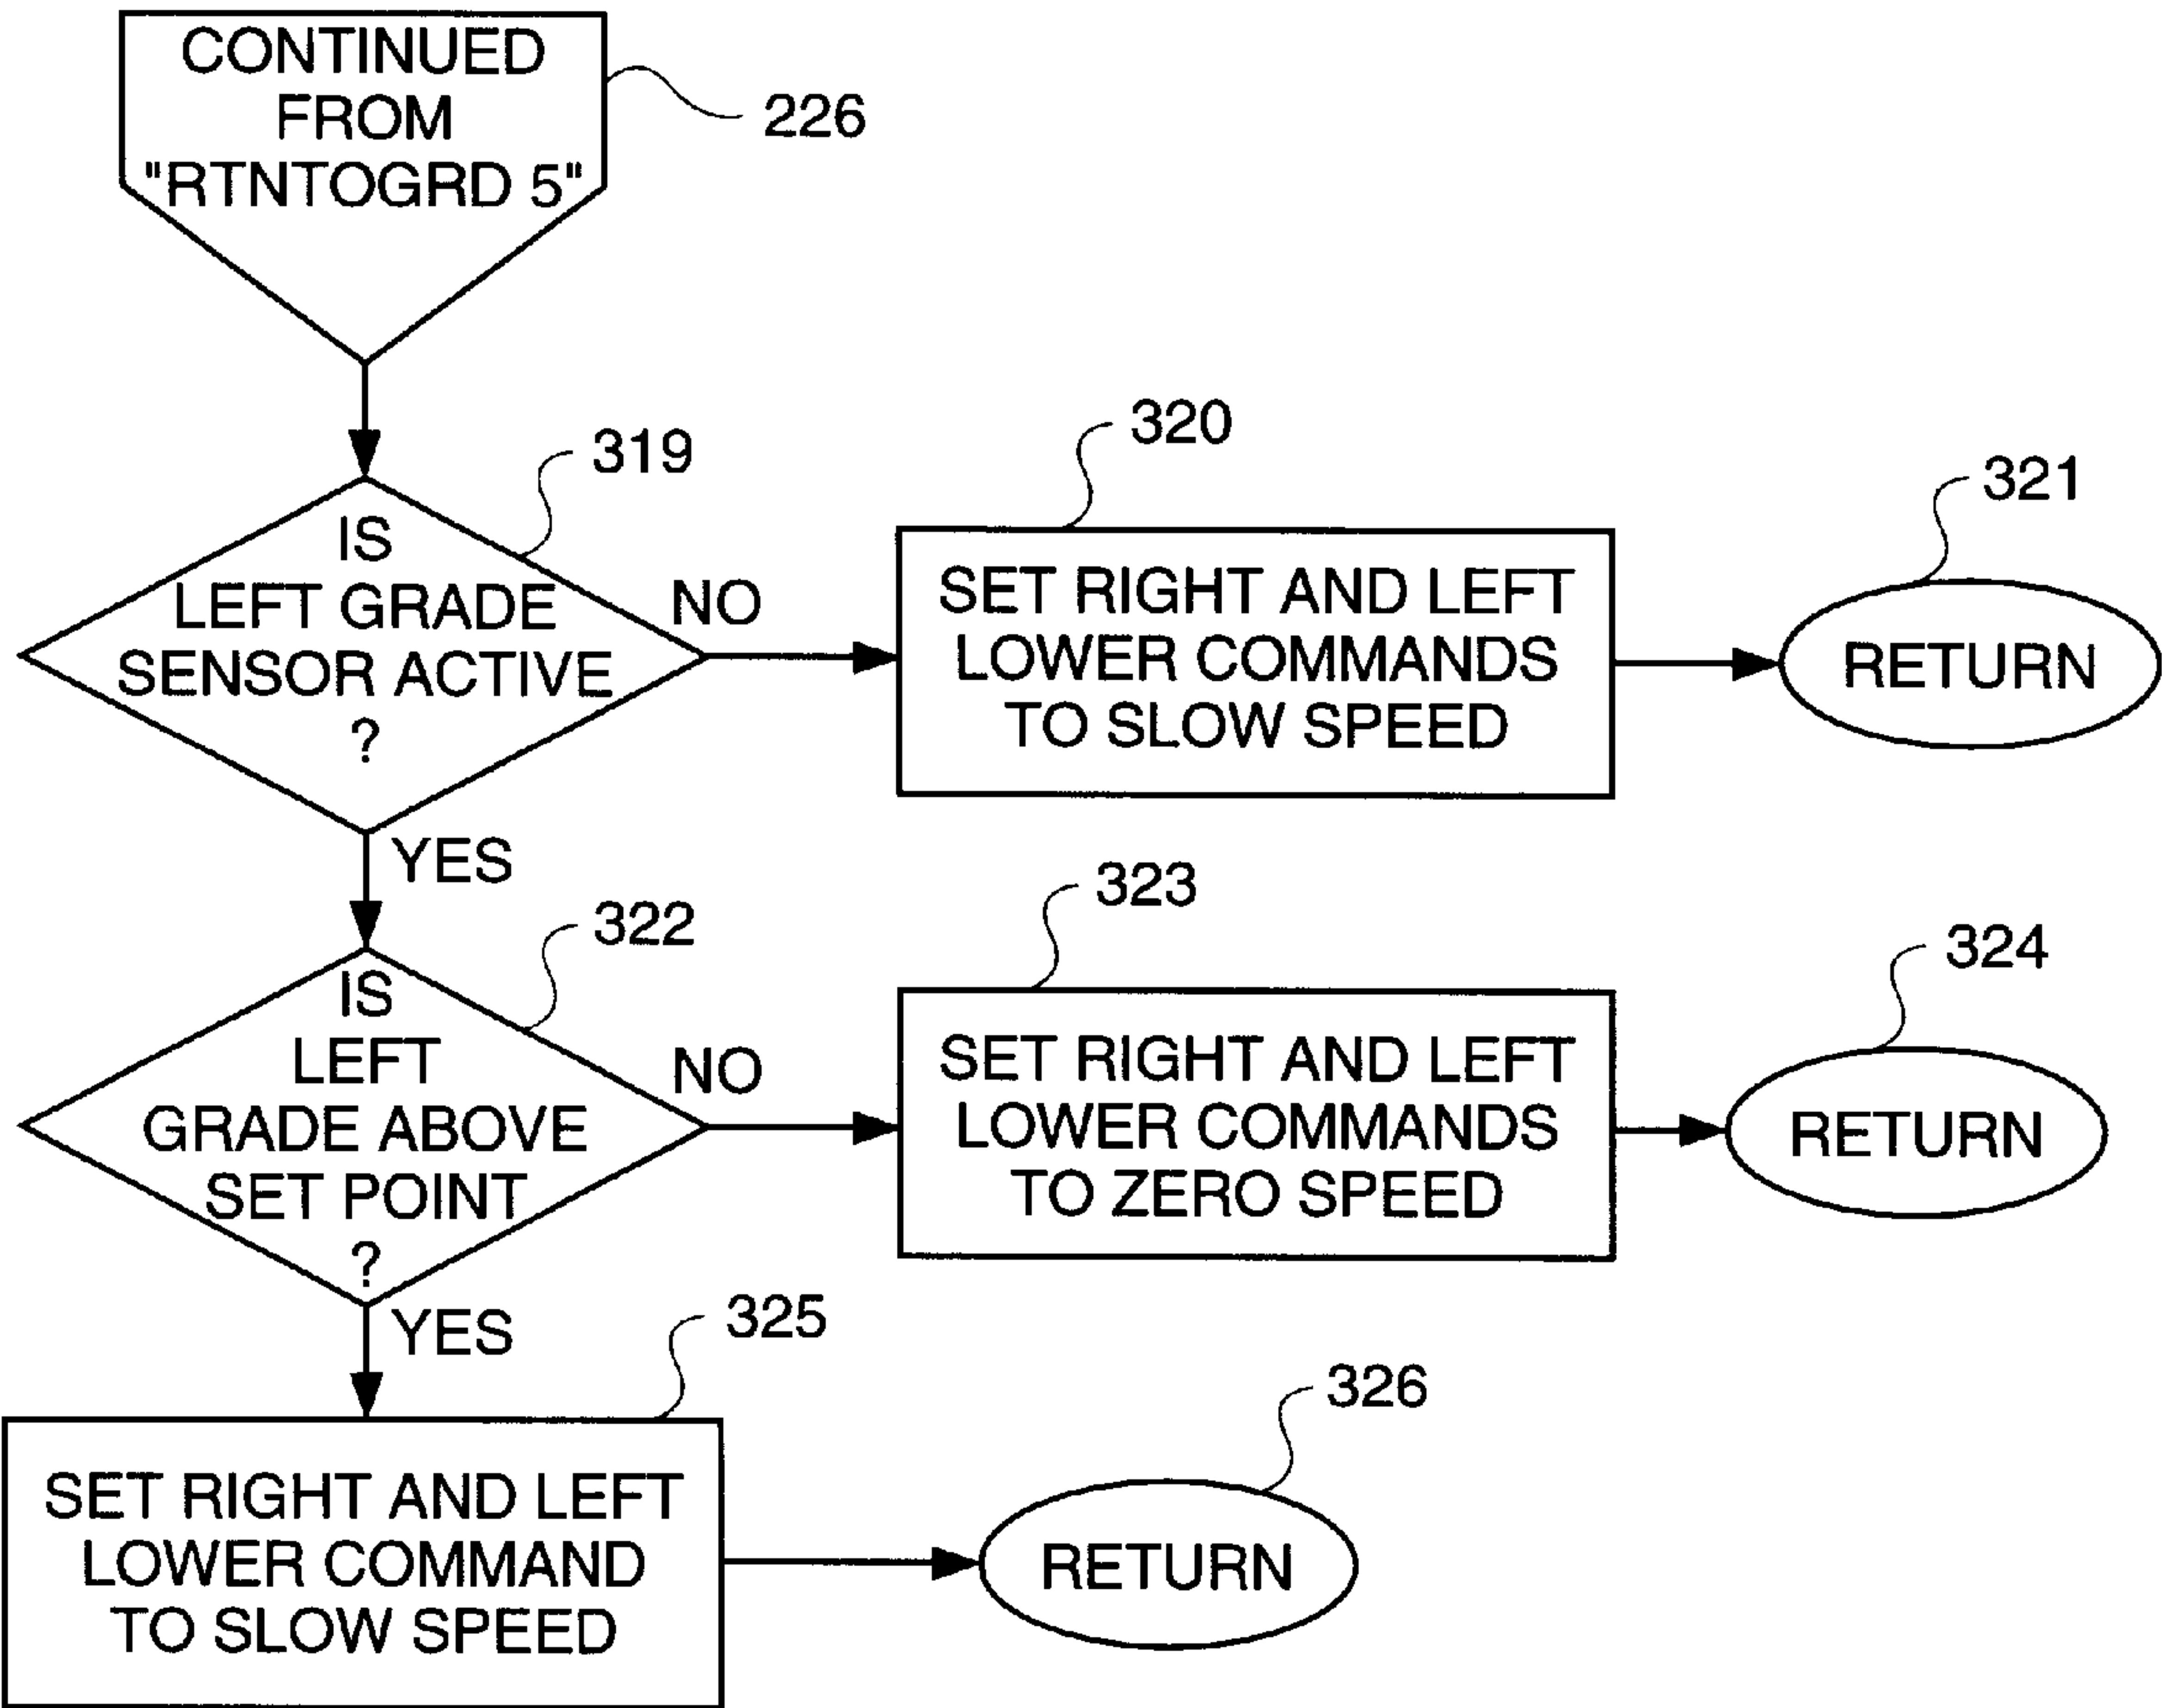 CONTINUED
FROM
"RTNTOGRD 5"
226
319
IS
LEFT GRADE
SENSOR ACTIVE
?
NO
320
SET RIGHT AND LEFT
LOWER COMMANDS
TO SLOW SPEED
321
RETURN
YES
322
IS
LEFT
GRADE ABOVE
SET POINT
?
NO
323
SET RIGHT AND LEFT
LOWER COMMANDS
TO ZERO SPEED
324
RETURN
YES
325
SET RIGHT AND LEFT
LOWER COMMAND
TO SLOW SPEED
326
RETURN